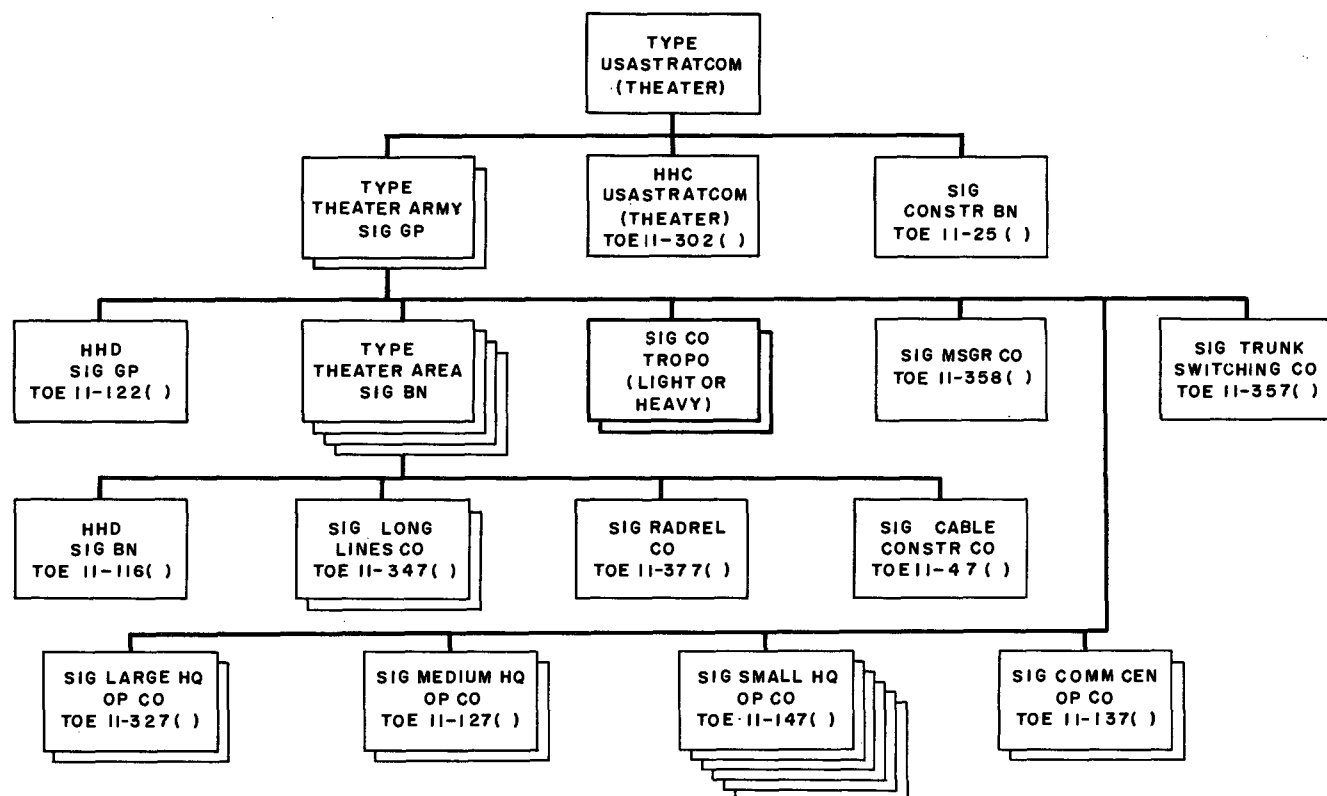 TYPE
USASTRATCOM
(THEATER)
TYPE
THEATER ARMY
SIG GP
HHC
USASTRATCOM
(THEATER)
TOE 11-302 ( )
SIG
CONSTR BN
TOE 11-25 ( )
HHD
SIG GP
TOE 11-122 ( )
TYPE
THEATER AREA
SIG BN
SIG CO
TROPO
(LIGHT OR
HEAVY)
SIG MSGR CO
TOE 11-358( )
SIG TRUNK
SWITCHING CO
TOE 11-357( )
HHD
SIG BN
TOE 11-116( )
SIG LONG
LINES CO
TOE 11-347( )
SIG RADREL
CO
TOE 11-377( )
SIG CABLE
CONSTR CO
TOE 11-47( )
SIG LARGE HQ
OP CO
TOE 11-327( )
SIG MEDIUM HQ
OP CO
TOE 11-127( )
SIG SMALL HQ
OP CO
TOE 11-147( )
SIG COMM CEN
OP CO
TOE 11-137( )